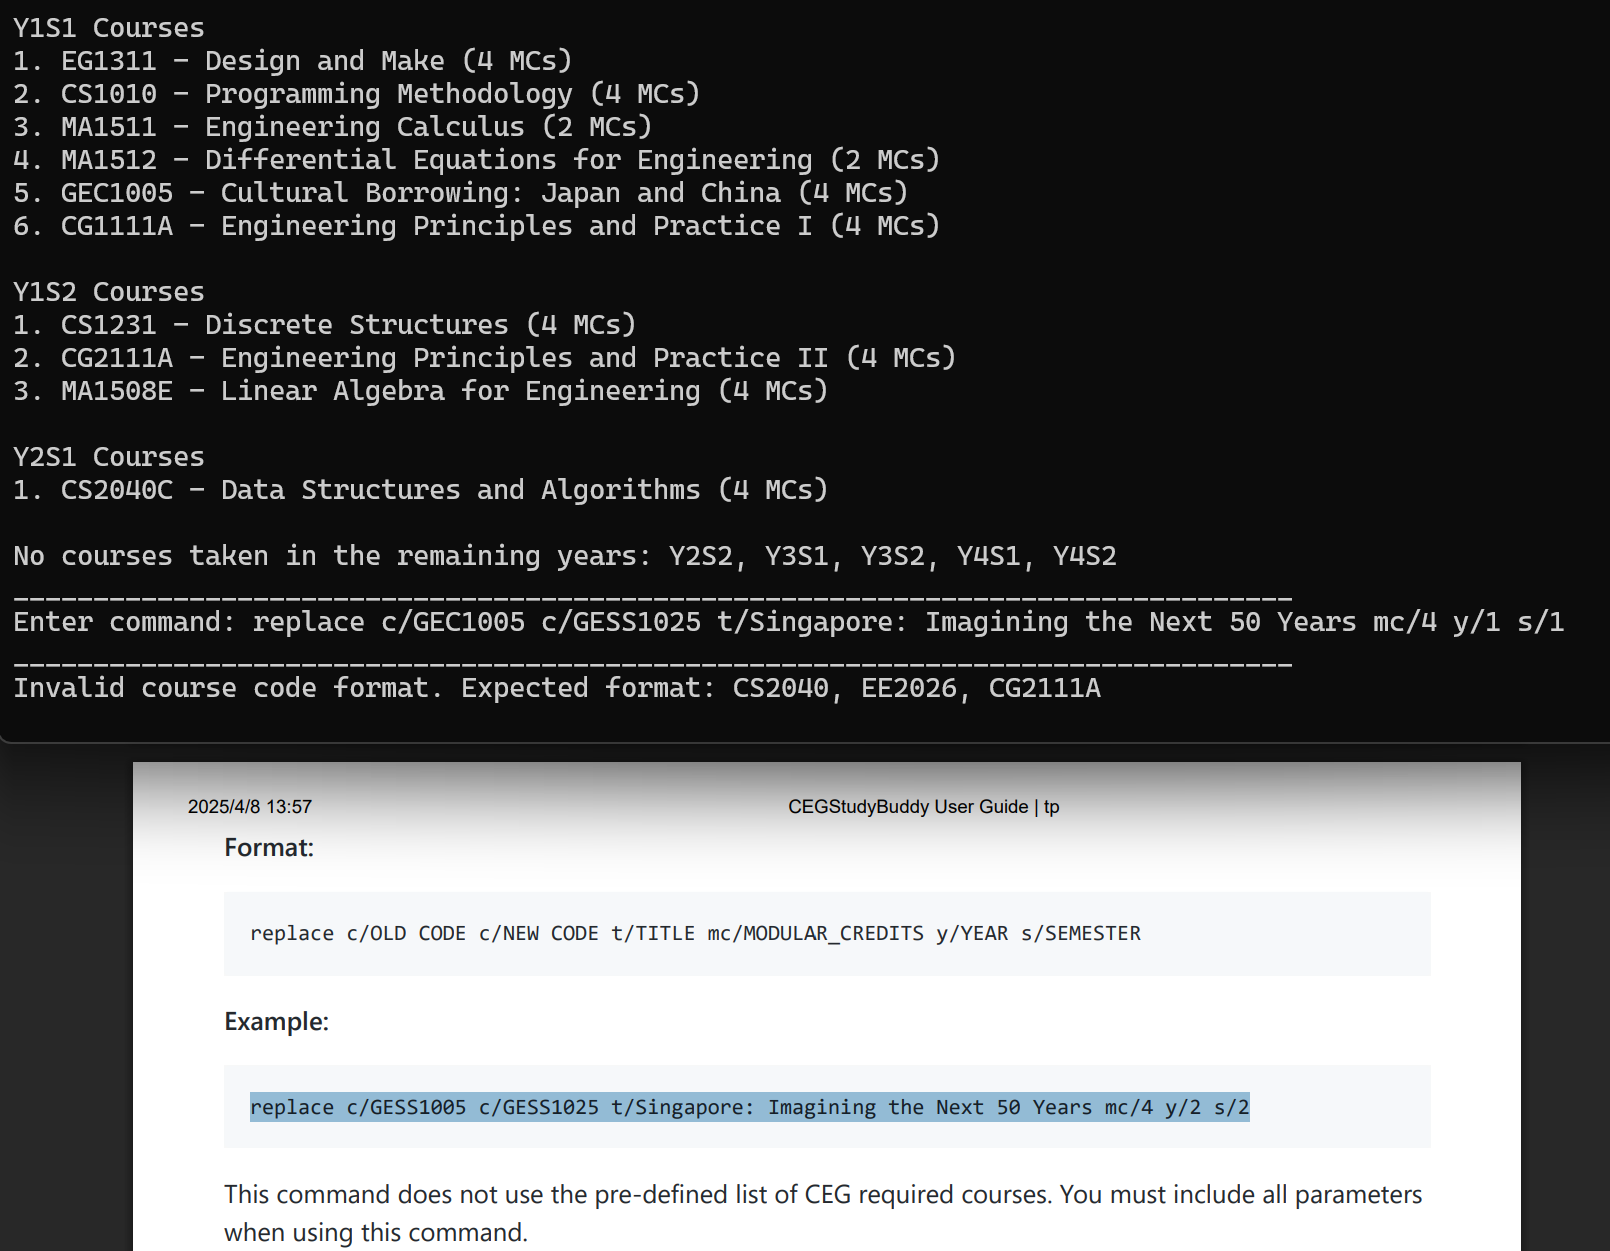 Y1S1 Courses
1. EG1311 - Design and Make (4 MCs)
2. CS1010 - Programming Methodology (4 MCs)
3. MA1511 - Engineering Calculus (2 MCs)
4. MA1512 - Differential Equations for Engineering (2 MCs)
5. GEC1005 - Cultural Borrowing: Japan and China (4 MCs)
6. CG1111A - Engineering Principles and Practice I (4 MCs)
Y1S2 Courses
1. CS1231 - Discrete Structures (4 MCs)
2. CG2111A - Engineering Principles and Practice II (4 MCs)
3. MA1508E - Linear Algebra for Engineering (4 MCs)
Y2S1 Courses
1. CS2040C - Data Structures and Algorithms (4 MCs)
No courses taken in the remaining years: Y2S2, Y3S1, Y3S2, Y4S1, Y4S2
________________________________________________________________________________
Enter command: replace c/GEC1005 c/GESS1025 t/Singapore: Imagining the Next 50 Years mc/4 y/1 s/1
________________________________________________________________________________
Invalid course code format. Expected format: CS2040, EE2026, CG2111A
2025/4/8 13:57 CEGStudyBuddy User Guide | tp
Format:
replace c/OLD CODE c/NEW CODE t/TITLE mc/MODULAR_CREDITS y/YEAR s/SEMESTER
Example:
replace c/GESS1005 c/GESS1025 t/Singapore: Imagining the Next 50 Years mc/4 y/2 s/2
This command does not use the pre-defined list of CEG required courses. You must include all parameters
when using this command.